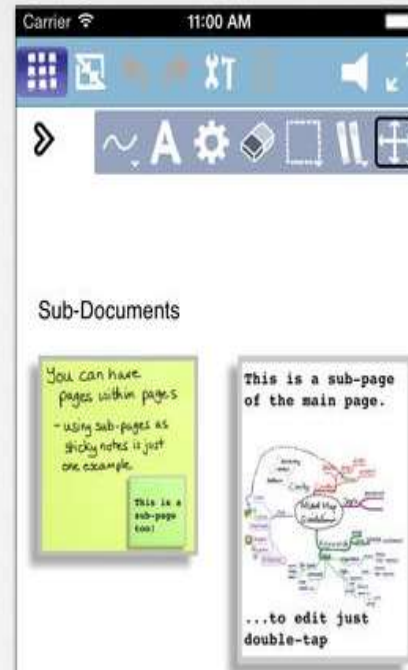 Carrier 11:00 AM
A
Sub-Documents
You can have
pages within pages
- using sub-pages as
sticky notes is just
one example
This is a
sub-page
too!
This is a sub-page
of the main page.
Mind Map
...to edit just
double-tap